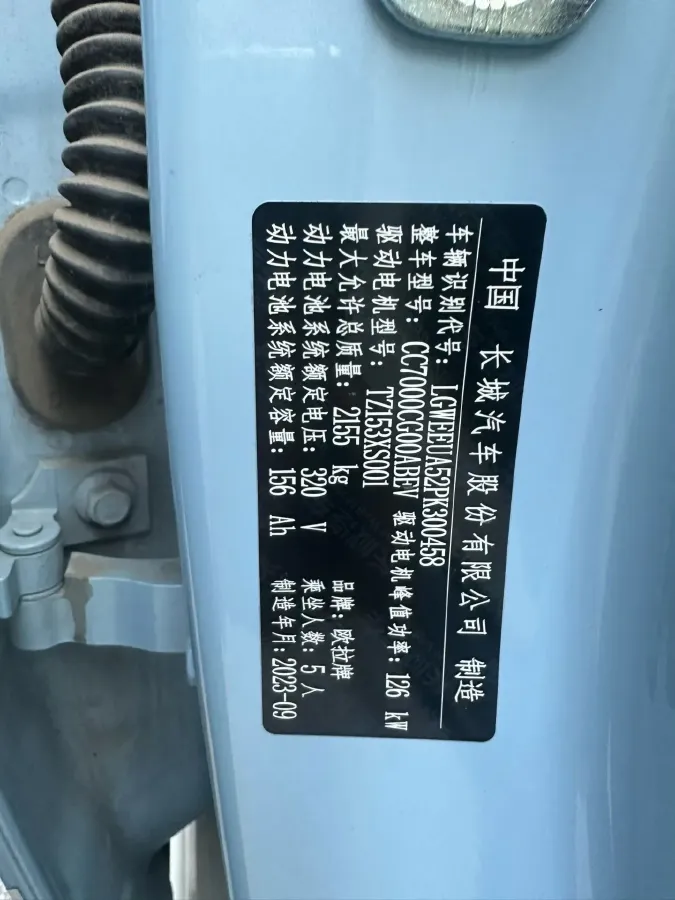 中国 长城汽车股份有限公司 制造
车辆识别代号: LGWEEUA52PK300458
整车型号: CC7000CG00ABEV 驱动电机峰值功率: 126 kW
驱动电机型号: TZ153XS001
最大允许总质量: 2155 kg 品牌: 欧拉牌
动力电池系统额定电压: 320 V 乘坐人数: 5人
动力电池系统额定容量: 156 Ah 制造年月: 2023-09